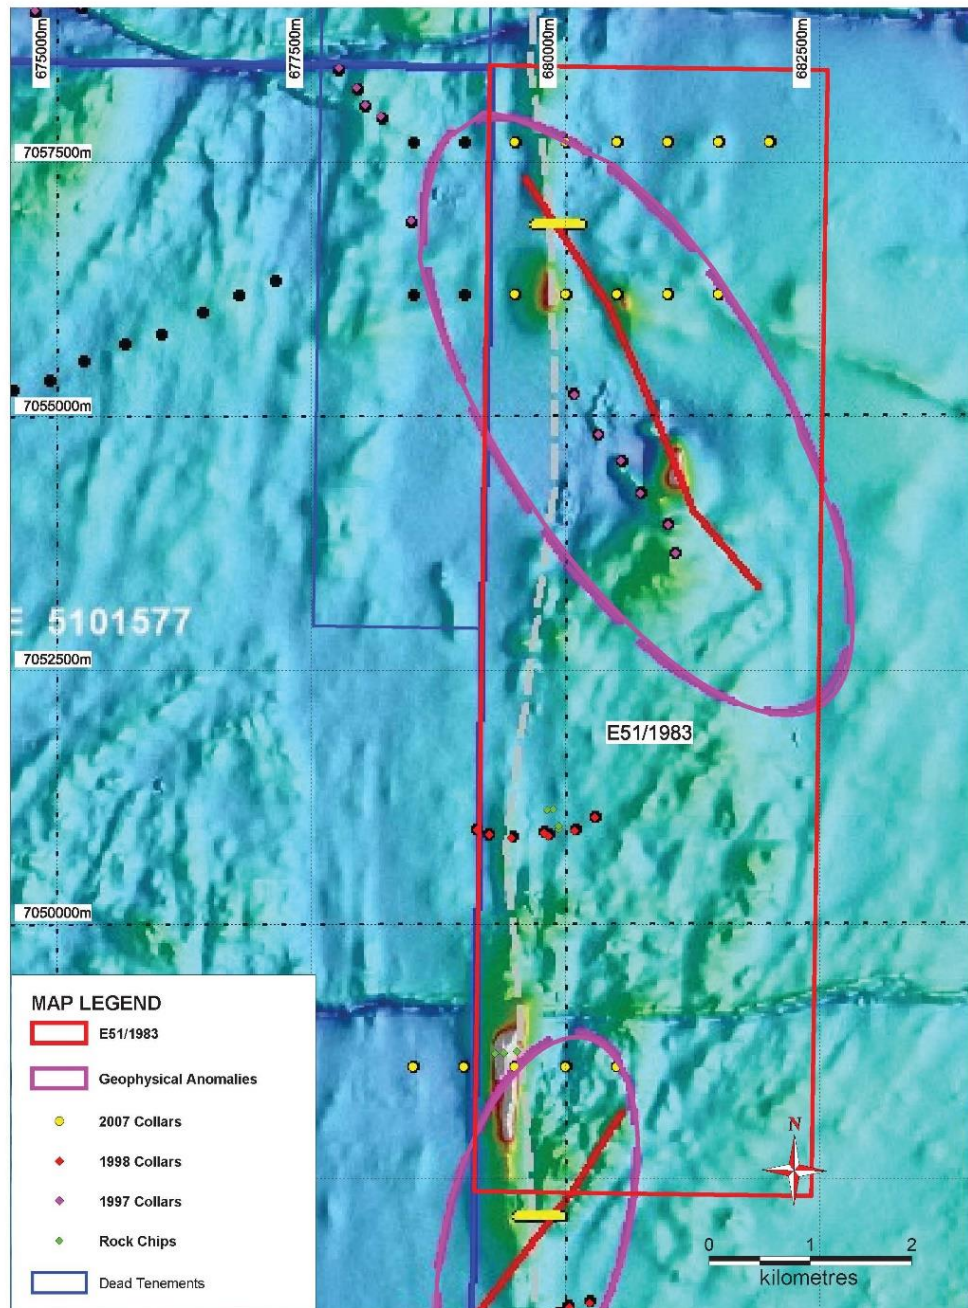 675000m
677500m
680000m
682500m
7057500m
7055000m
E 5101577
7052500m
E51/1983
7050000m
MAP LEGEND
E51/1983
Geophysical Anomalies
2007 Collars
1998 Collars
1997 Collars
Rock Chips
Dead Tenements
N
0 1 2
kilometres